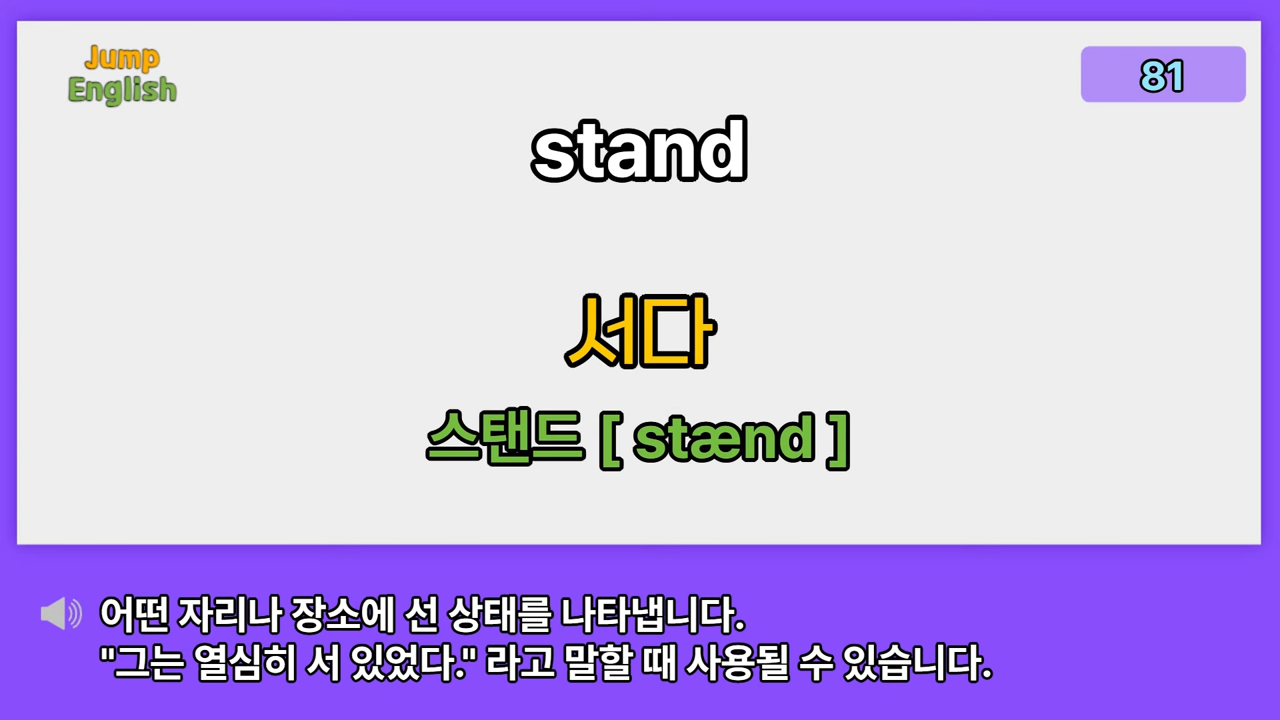 Jump
English
81
stand
서다
스탠드 [ stænd ]
어떤 자리나 장소에 선 상태를 나타냅니다.
"그는 열심히 서 있었다." 라고 말할 때 사용될 수 있습니다.